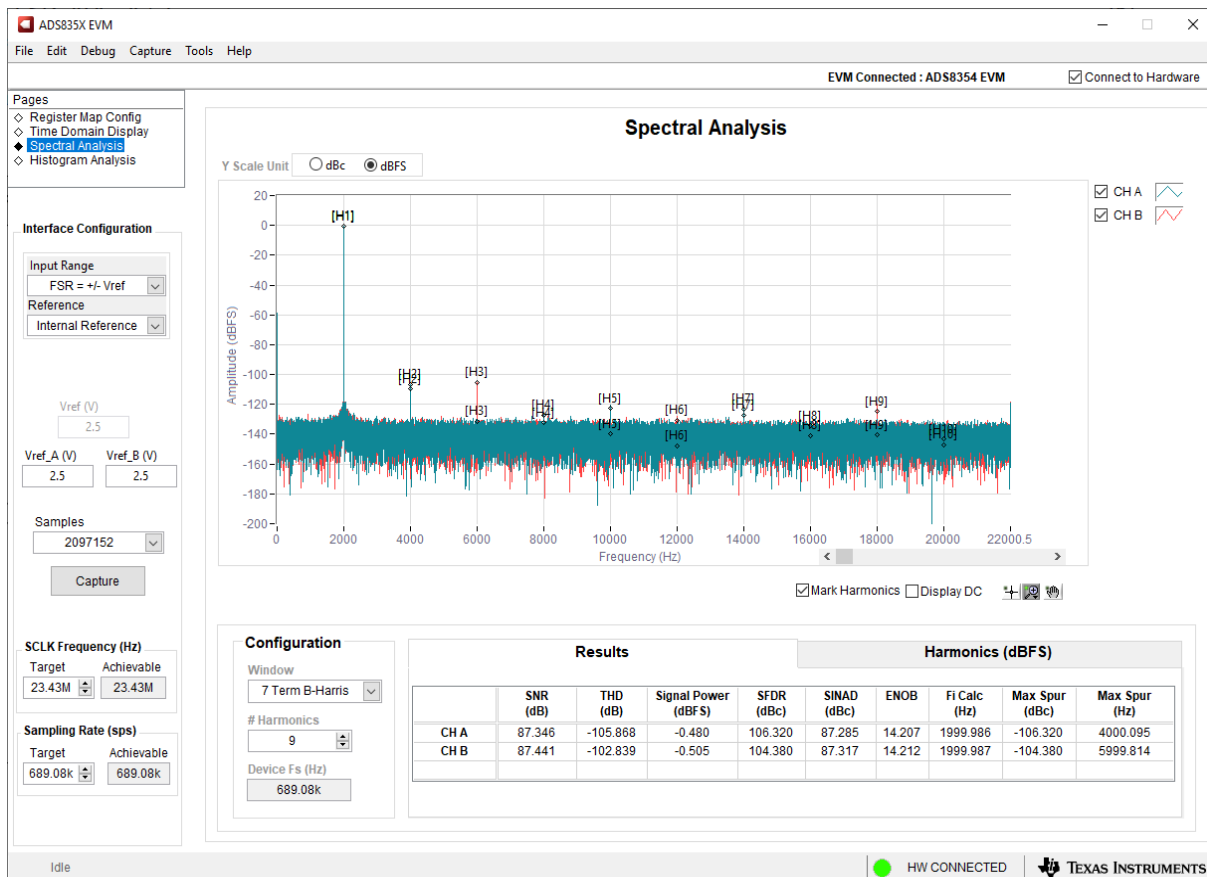 ADS835X EVM
File Edit Debug Capture Tools Help
EVM Connected : ADS8354 EVM
Connect to Hardware
Pages
Register Map Config
Time Domain Display
Spectral Analysis
Histogram Analysis
Interface Configuration
Input Range
FSR = +/- Vref
Reference
Internal Reference
Vref (V)
2.5
Vref_A (V) Vref_B (V)
2.5 2.5
Samples
2097152
Capture
SCLK Frequency (Hz)
Target Achievable
23.43M 23.43M
Sampling Rate (sps)
Target Achievable
689.08k 689.08k
Spectral Analysis
Y Scale Unit dBc dBFS
CH A
CH B
Amplitude (dBFS)
20
0
-20
-40
-60
-80
-100
-120
-140
-160
-180
-200
[H1]
[H2] [H3]
[H2]
[H3] [H4] [H5] [H6] [H7] [H8] [H9]
[H4] [H5] [H6] [H7] [H8] [H9] [H10]
[H10]
0 2000 4000 6000 8000 10000 12000 14000 16000 18000 20000 22000.5
Frequency (Hz)
Mark Harmonics Display DC
Configuration
Window
7 Term B-Harris
# Harmonics
9
Device Fs (Hz)
689.08k
Results Harmonics (dBFS)
SNR (dB) THD (dB) Signal Power (dBFS) SFDR (dBc) SINAD (dBc) ENOB Fi Calc (Hz) Max Spur (dBc) Max Spur (Hz)
CH A 87.346 -105.868 -0.480 106.320 87.285 14.207 1999.986 -106.320 4000.095
CH B 87.441 -102.839 -0.505 104.380 87.317 14.212 1999.987 -104.380 5999.814
Idle
HW CONNECTED
TEXAS INSTRUMENTS